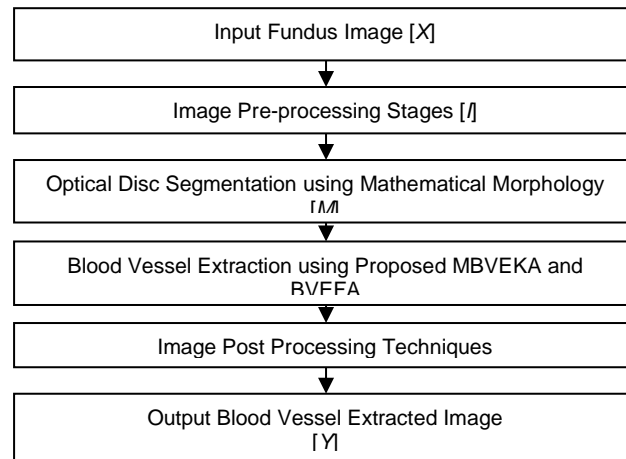 Input Fundus Image [X]
Image Pre-processing Stages [I]
Optical Disc Segmentation using Mathematical Morphology
[M]
Blood Vessel Extraction using Proposed MBVEKA and
BVEFA
Image Post Processing Techniques
Output Blood Vessel Extracted Image
[Y]